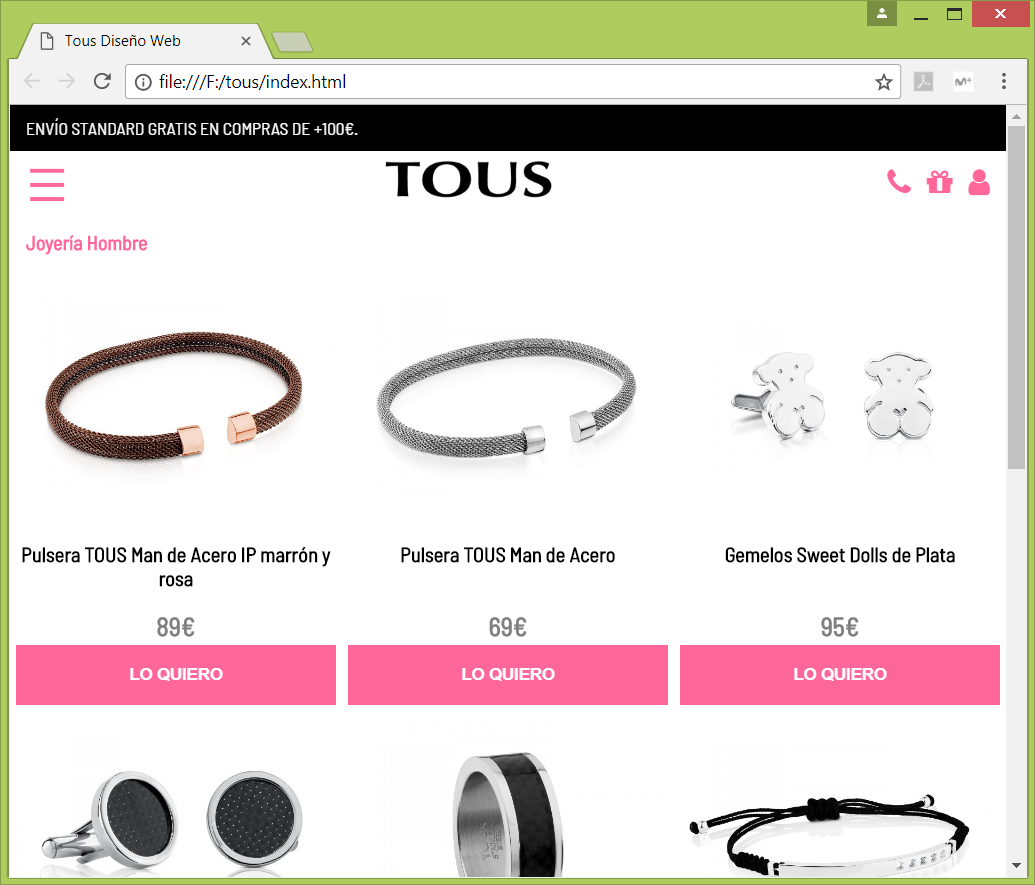 Tous Diseño Web
file:///F:/tous/index.html
ENVÍO STANDARD GRATIS EN COMPRAS DE +100€.
TOUS
Joyería Hombre
Pulsera TOUS Man de Acero IP marrón y
rosa
89€
LO QUIERO
Pulsera TOUS Man de Acero
69€
LO QUIERO
Gemelos Sweet Dolls de Plata
95€
LO QUIERO